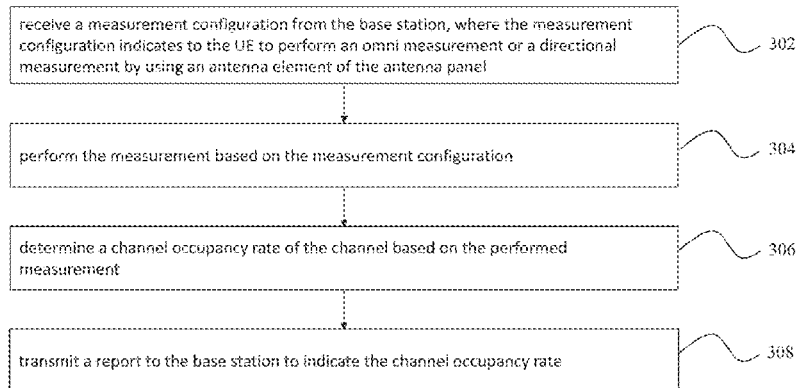 receive a measurement configuration from the base station, where the measurement
configuration indicates to the UE to perform an omni measurement or a directional
measurement by using an antenna element of the antenna panel
302
perform the measurement based on the measurement configuration
304
determine a channel occupancy rate of the channel based on the performed
measurement
306
transmit a report to the base station to indicate the channel occupancy rate
308